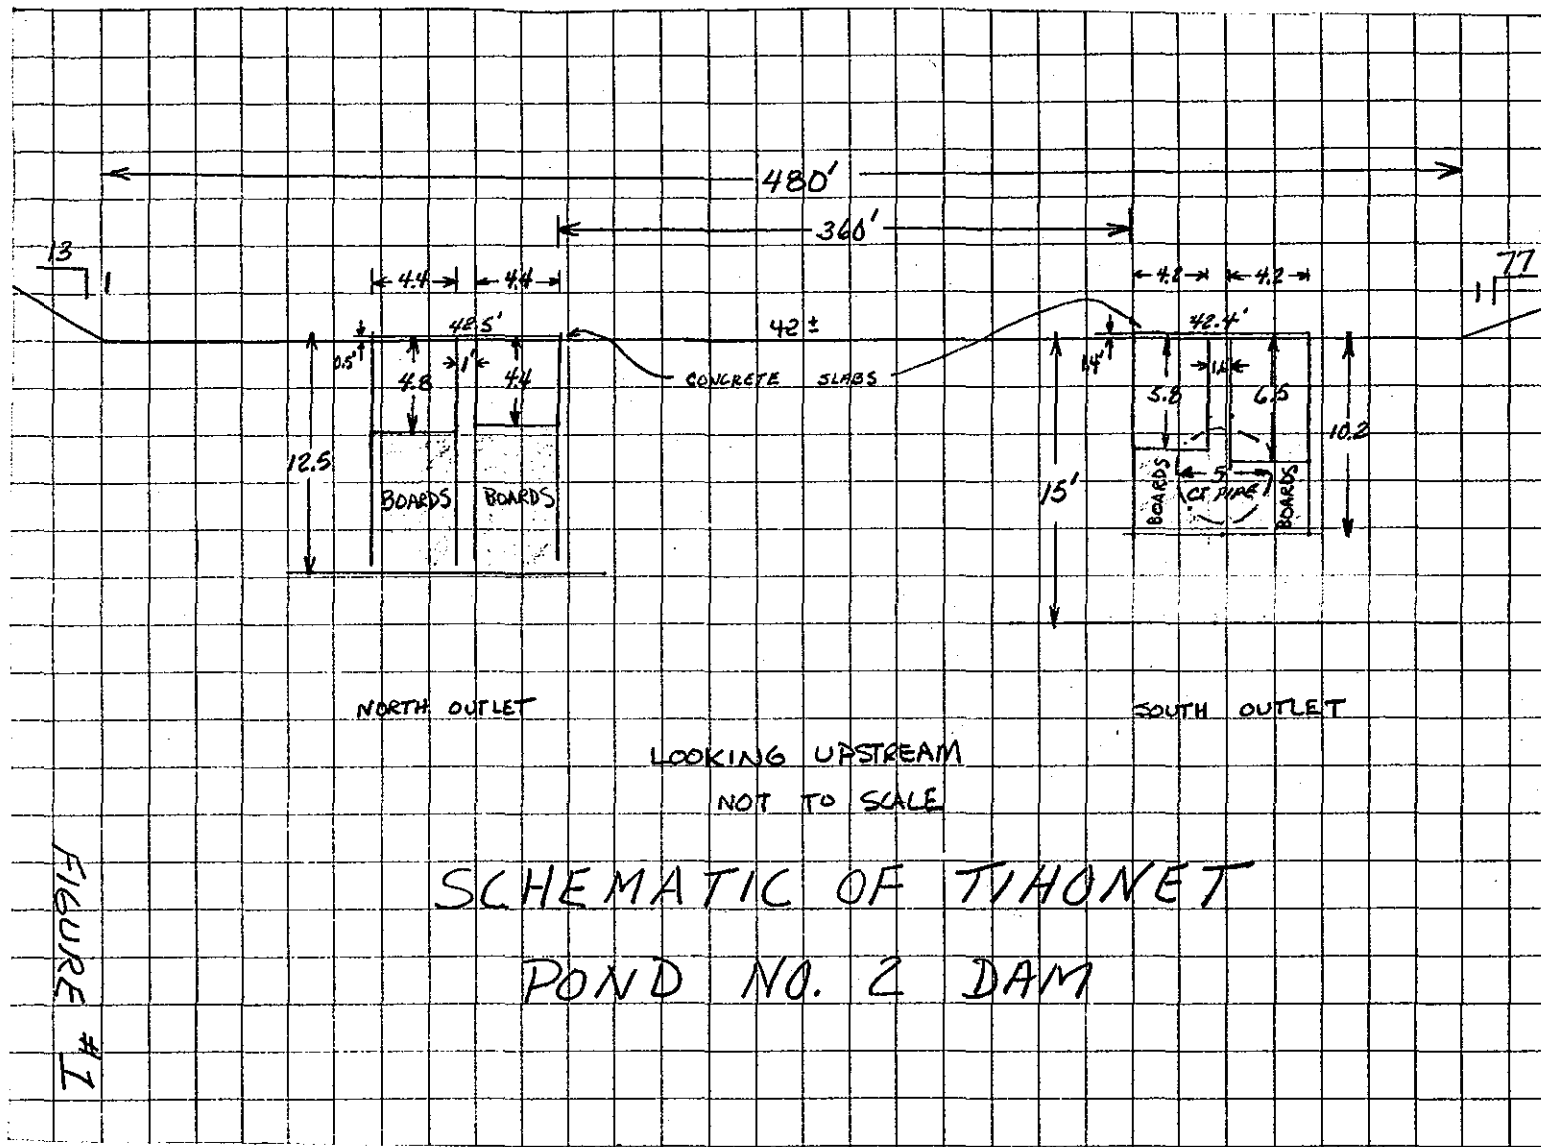 480'
360'
13
1
77
1
4.4
4.4
4.2
4.2
42.5'
42 ±
42.4'
0.5'
4.8
1'
4.4
CONCRETE SLABS
1.4'
5.8
6.5
12.5
10.2
BOARDS
BOARDS
15'
BOARDS
5'
CI PIPE
BOARDS
NORTH OUTLET
SOUTH OUTLET
LOOKING UPSTREAM
NOT TO SCALE
SCHEMATIC OF TIHONET
POND NO. 2 DAM
FIGURE #1